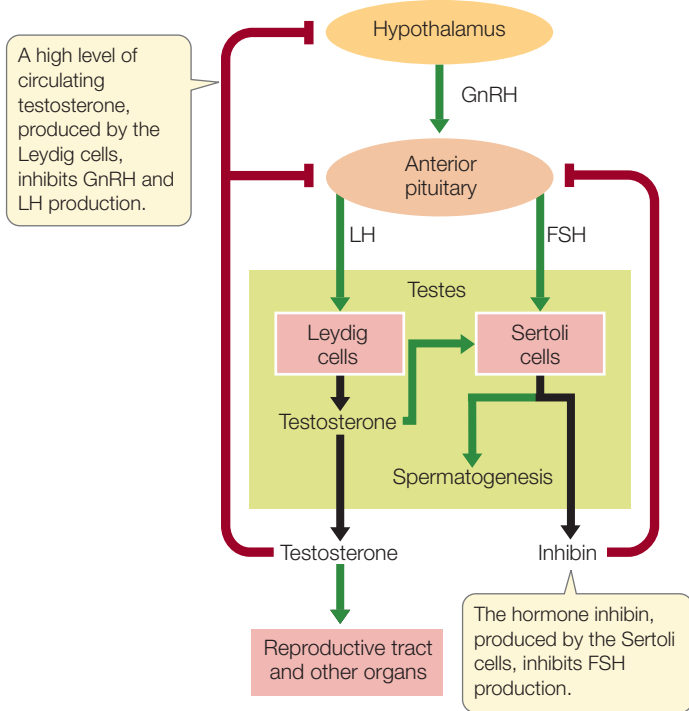 Hypothalamus
A high level of
circulating
testosterone,
produced by the
Leydig cells,
inhibits GnRH and
LH production.
GnRH
Anterior
pituitary
LH
FSH
Testes
Leydig
cells
Sertoli
cells
Testosterone
Spermatogenesis
Testosterone
Inhibin
Reproductive tract
and other organs
The hormone inhibin,
produced by the Sertoli
cells, inhibits FSH
production.